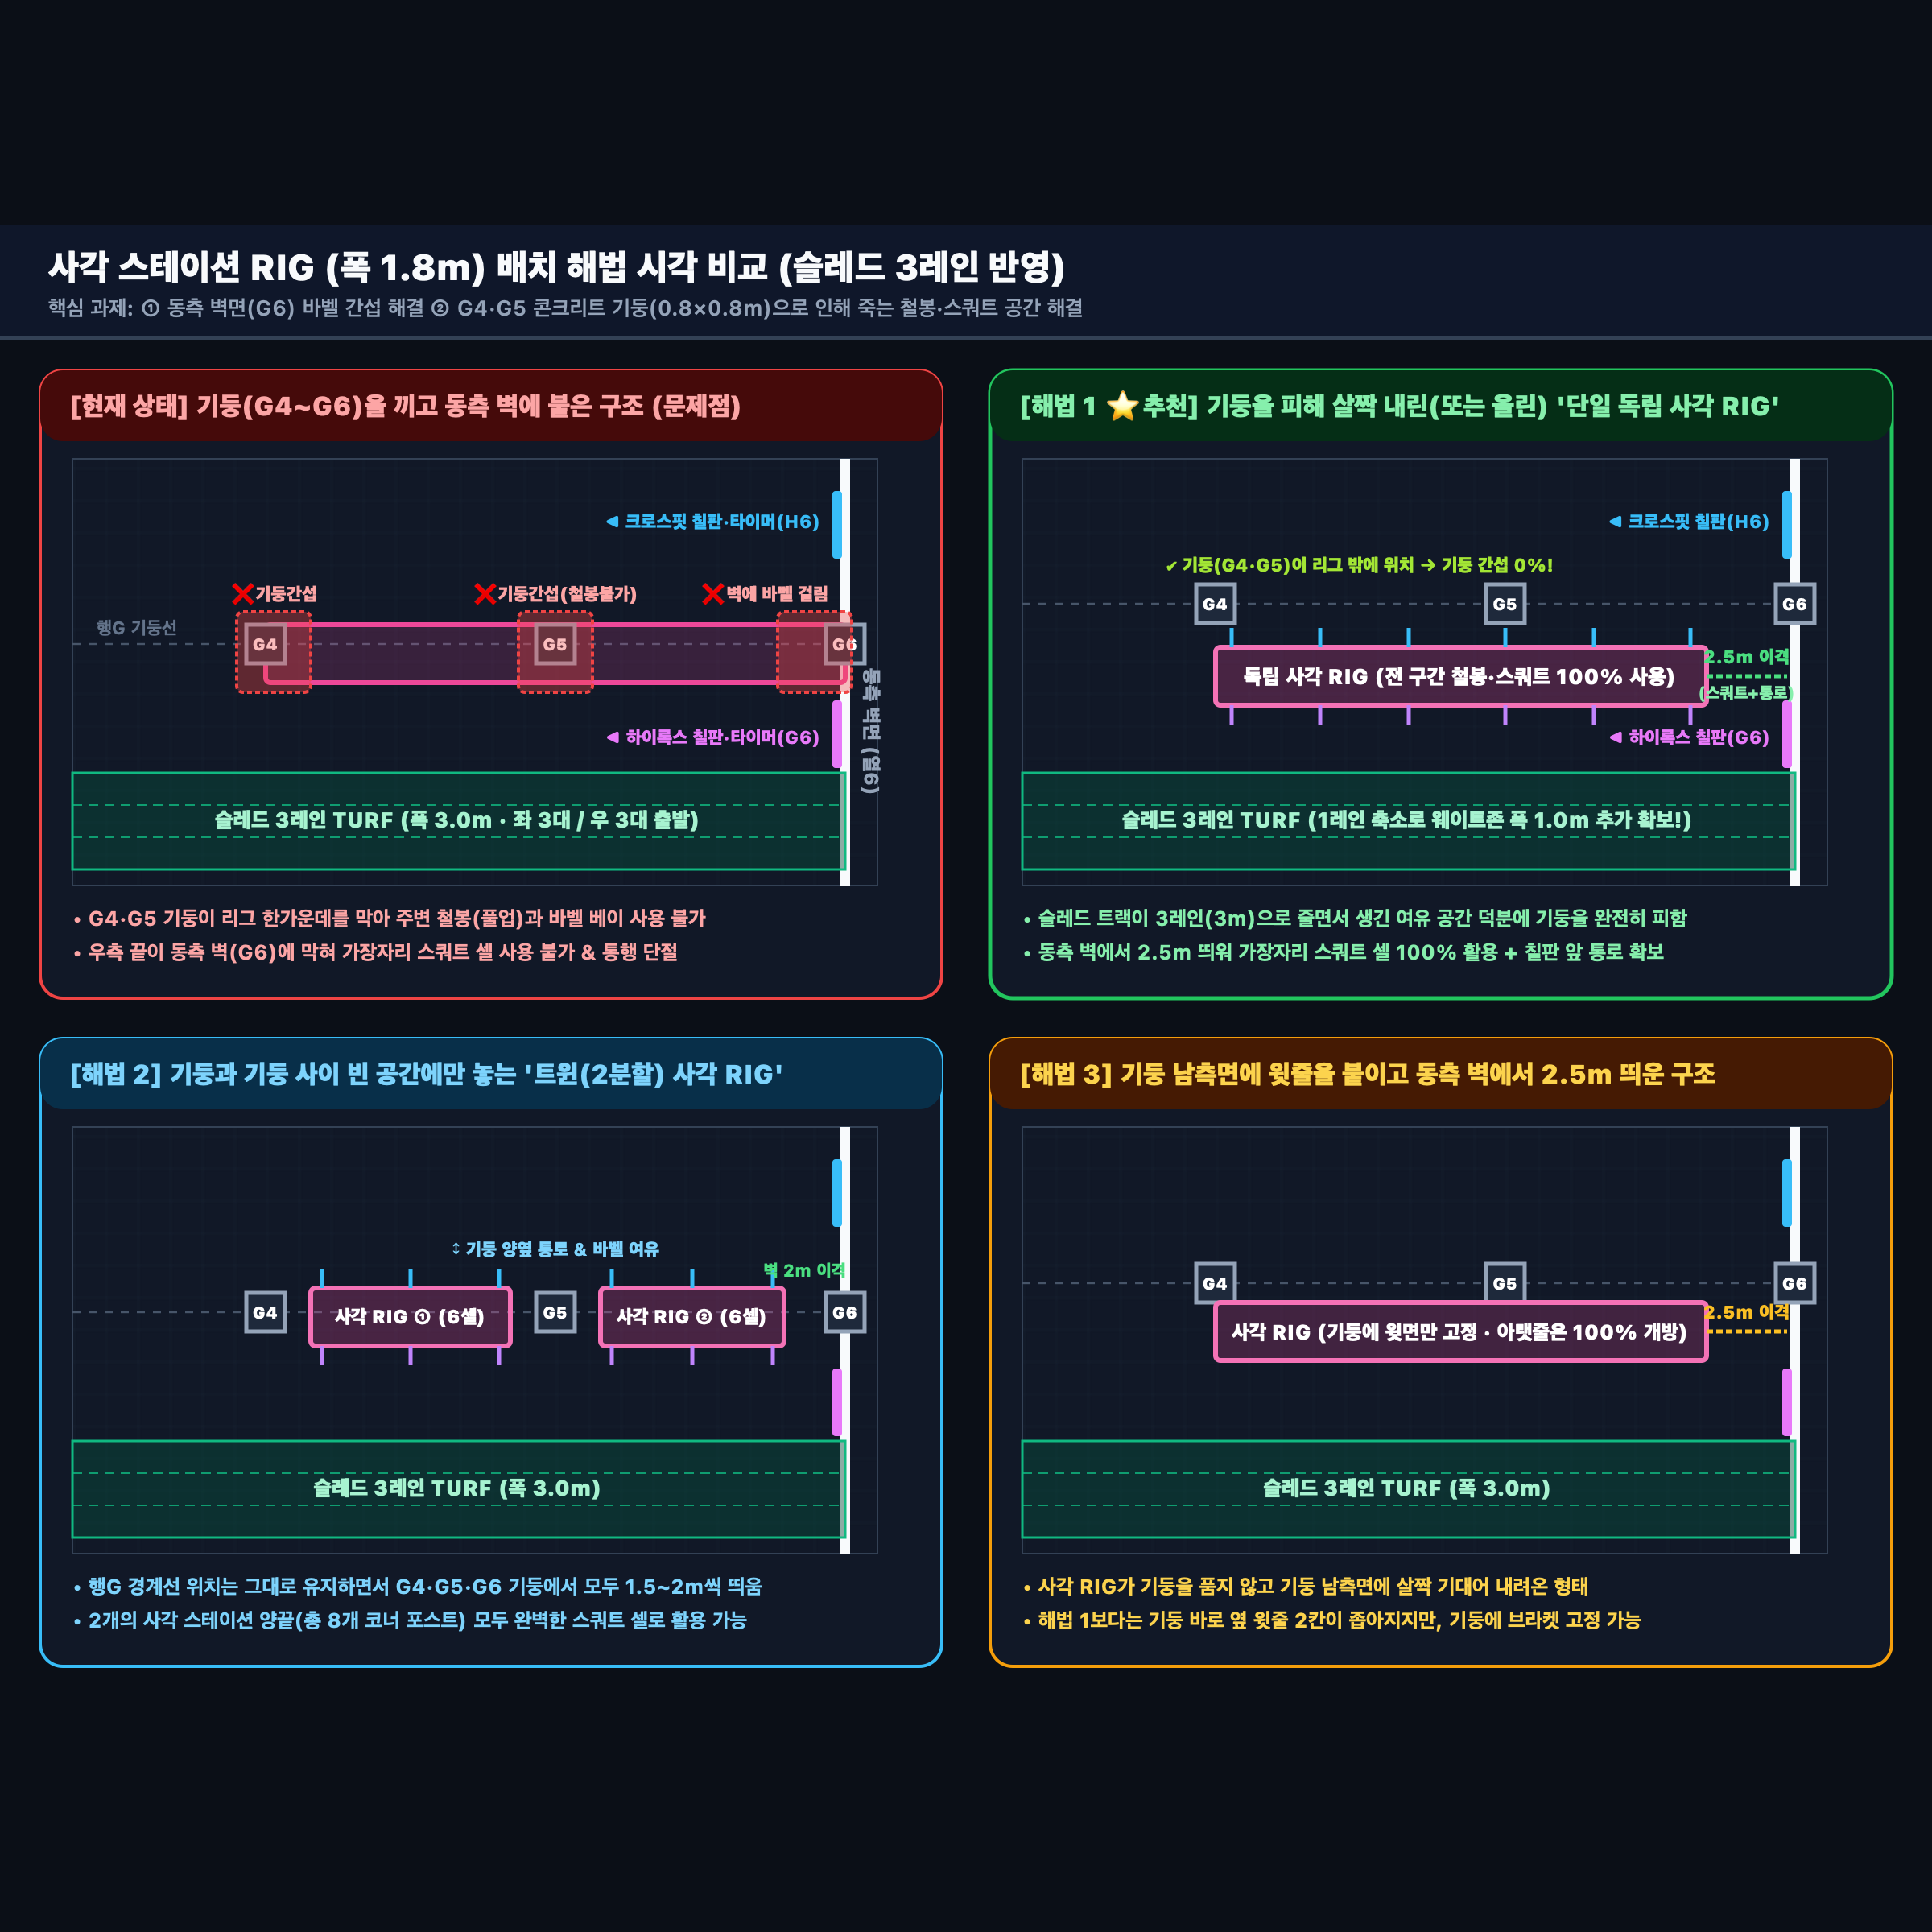 사각 스테이션 RIG (폭 1.8m) 배치 해법 시각 비교 (슬레드 3레인 반영)
핵심 과제: ① 동측 벽면(G6) 바벨 간섭 해결 ② G4·G5 콘크리트 기둥(0.8×0.8m)으로 인해 죽는 철봉·스쿼트 공간 해결
[현재 상태] 기둥(G4~G6)을 끼고 동측 벽에 붙은 구조 (문제점)
◀ 크로스핏 칠판·타이머(H6)
❌기둥간섭
❌기둥간섭(철봉불가)
❌벽에 바벨 걸림
행G 기둥선
G4
G5
G6
동측 벽면 (열6)
◀ 하이록스 칠판·타이머(G6)
슬레드 3레인 TURF (폭 3.0m · 좌 3대 / 우 3대 출발)
• G4·G5 기둥이 리그 한가운데를 막아 주변 철봉(풀업)과 바벨 베이 사용 불가
• 우측 끝이 동측 벽(G6)에 막혀 가장자리 스쿼트 셀 사용 불가 & 통행 단절
[해법 1 ⭐추천] 기둥을 피해 살짝 내린(또는 올린) '단일 독립 사각 RIG'
◀ 크로스핏 칠판(H6)
✔ 기둥(G4·G5)이 리그 밖에 위치 → 기둥 간섭 0%!
G4
G5
G6
2.5m 이격
독립 사각 RIG (전 구간 철봉·스쿼트 100% 사용)
(스쿼트+통로)
◀ 하이록스 칠판(G6)
슬레드 3레인 TURF (1레인 축소로 웨이트존 폭 1.0m 추가 확보!)
• 슬레드 트랙이 3레인(3m)으로 줄면서 생긴 여유 공간 덕분에 기둥을 완전히 피함
• 동측 벽에서 2.5m 띄워 가장자리 스쿼트 셀 100% 활용 + 칠판 앞 통로 확보
[해법 2] 기둥과 기둥 사이 빈 공간에만 놓는 '트윈(2분할) 사각 RIG'
↕ 기둥 양옆 통로 & 바벨 여유
벽 2m 이격
G4
사각 RIG ① (6셀)
G5
사각 RIG ② (6셀)
G6
슬레드 3레인 TURF (폭 3.0m)
• 행G 경계선 위치는 그대로 유지하면서 G4·G5·G6 기둥에서 모두 1.5~2m씩 띄움
• 2개의 사각 스테이션 양끝(총 8개 코너 포스트) 모두 완벽한 스쿼트 셀로 활용 가능
[해법 3] 기둥 남측면에 윗줄을 붙이고 동측 벽에서 2.5m 띄운 구조
G4
G5
G6
2.5m 이격
사각 RIG (기둥에 윗면만 고정 · 아랫줄은 100% 개방)
슬레드 3레인 TURF (폭 3.0m)
• 사각 RIG가 기둥을 품지 않고 기둥 남측면에 살짝 기대어 내려온 형태
• 해법 1보다는 기둥 바로 옆 윗줄 2칸이 좁아지지만, 기둥에 브라켓 고정 가능